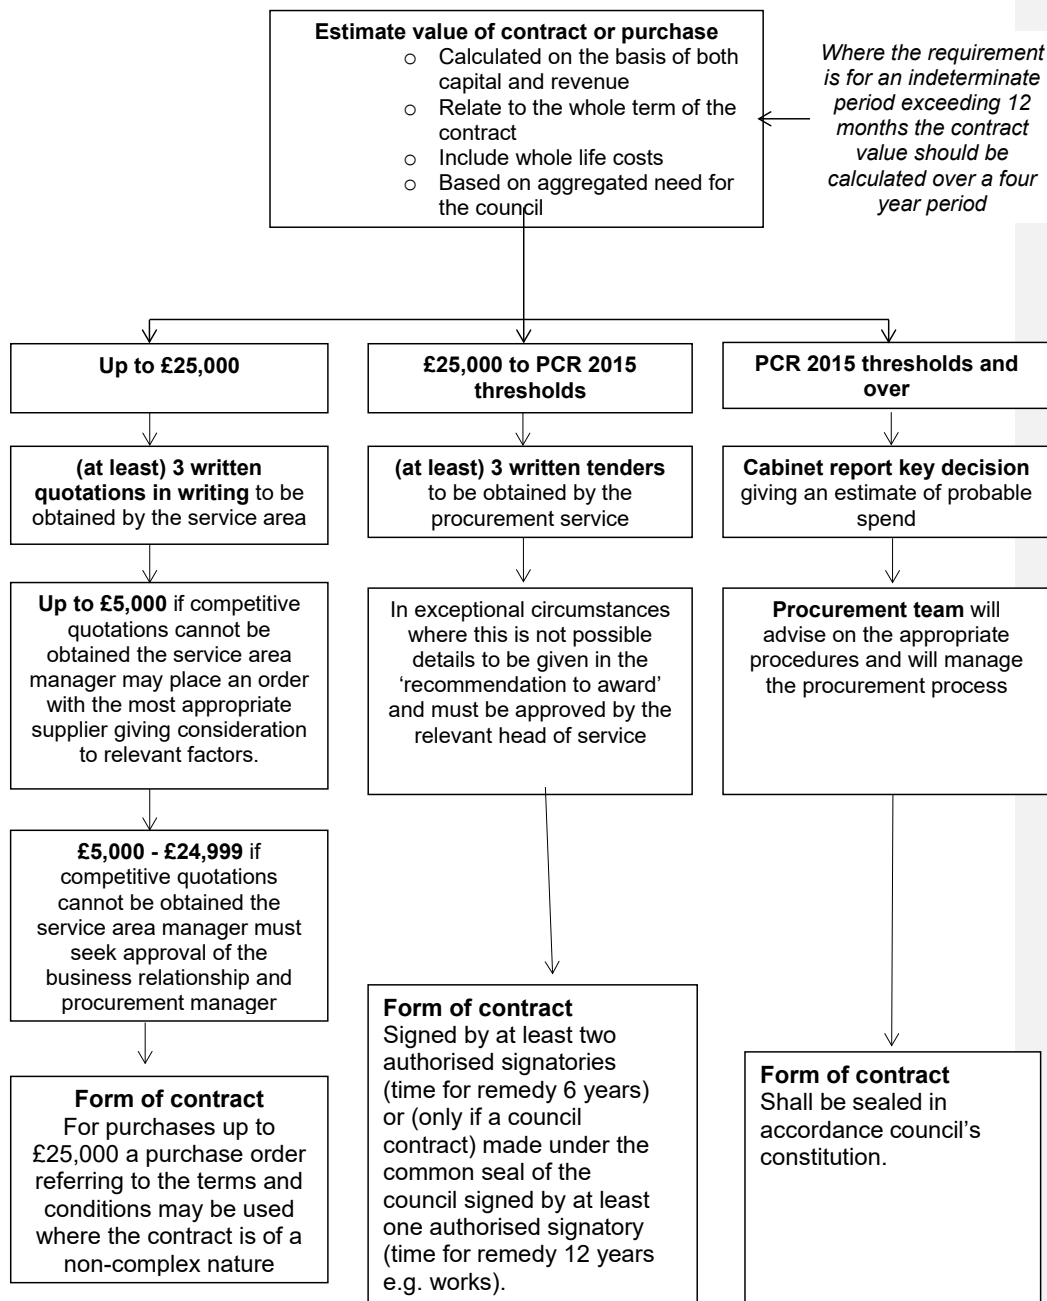 Estimate value of contract or purchase
o Calculated on the basis of both
capital and revenue
o Relate to the whole term of the
contract
o Include whole life costs
o Based on aggregated need for
the council
Where the requirement
is for an indeterminate
period exceeding 12
months the contract
value should be
calculated over a four
year period
Up to £25,000
(at least) 3 written
quotations in writing to be
obtained by the service area
Up to £5,000 if competitive
quotations cannot be
obtained the service area
manager may place an order
with the most appropriate
supplier giving consideration
to relevant factors.
£5,000 - £24,999 if
competitive quotations
cannot be obtained the
service area manager must
seek approval of the
business relationship and
procurement manager
Form of contract
For purchases up to
£25,000 a purchase order
referring to the terms and
conditions may be used
where the contract is of a
non-complex nature
£25,000 to PCR 2015
thresholds
(at least) 3 written tenders
to be obtained by the
procurement service
In exceptional circumstances
where this is not possible
details to be given in the
‘recommendation to award’
and must be approved by the
relevant head of service
Form of contract
Signed by at least two
authorised signatories
(time for remedy 6 years)
or (only if a council
contract) made under the
common seal of the
council signed by at least
one authorised signatory
(time for remedy 12 years
e.g. works).
PCR 2015 thresholds and
over
Cabinet report key decision
giving an estimate of probable
spend
Procurement team will
advise on the appropriate
procedures and will manage
the procurement process
Form of contract
Shall be sealed in
accordance council’s
constitution.